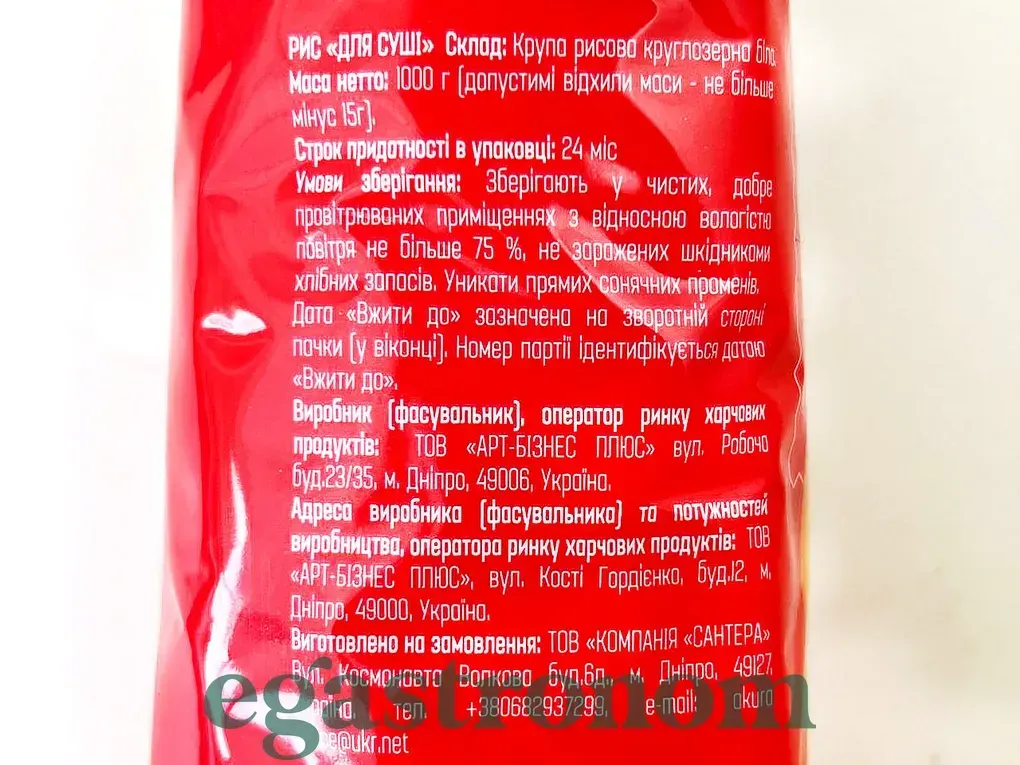 РИС «ДЛЯ СУШІ» Склад: Крупа рисова круглозерна біла.
Маса нетто: 1000 г (допустимі відхили маси - не більше
мінус 15г).
Строк придатності в упаковці: 24 міс
Умови зберігання: Зберігають у чистих, добре
провітрюваних приміщеннях з відносною вологістю
повітря не більше 75 %, не заражених шкідниками
хлібних запасів. Уникати прямих сонячних променів.
Дата «Вжити до» зазначена на зворотній стороні
пачки (у віконці). Номер партії ідентифікується датою
«Вжити до».
Виробник (фасувальник), оператор ринку харчових
продуктів: ТОВ «АРТ-БІЗНЕС ПЛЮС» вул. Робоча
буд.23/35, м. Дніпро, 49006, Україна.
Адреса виробника (фасувальника) та потужностей
виробництва, оператора ринку харчових продуктів: ТОВ
«АРТ-БІЗНЕС ПЛЮС», вул. Кості Гордієнко, буд.12, м.
Дніпро, 49000, Україна.
Виготовлено на замовлення: ТОВ «КОМПАНІЯ «САНТЕРА»
Вул. Космонавта Волкова буд.6д., м. Дніпро, 49127,
тел. +380682937299, e-mail: akura
@ukr.net
egastronom